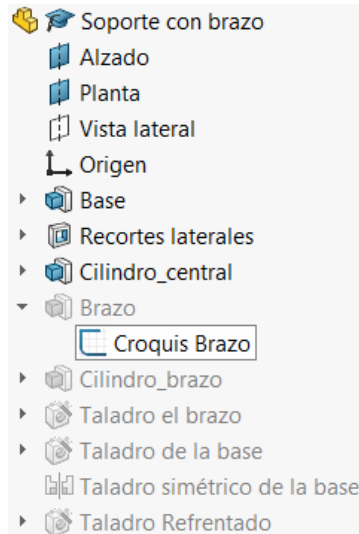 Soporte con brazo
Alzado
Planta
Vista lateral
Origen
Base
Recortes laterales
Cilindro_central
Brazo
Croquis Brazo
Cilindro_brazo
Taladro el brazo
Taladro de la base
Taladro simétrico de la base
Taladro Refrentado